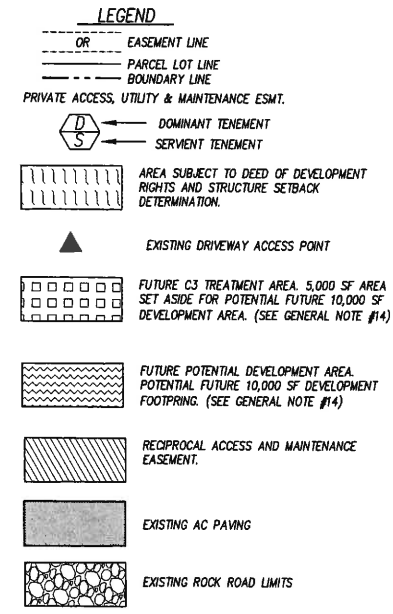 LEGEND
OR EASEMENT LINE
PARCEL LOT LINE
BOUNDARY LINE
PRIVATE ACCESS, UTILITY & MAINTENANCE ESMT.
D DOMINANT TENEMENT
S SERVIENT TENEMENT
AREA SUBJECT TO DEED OF DEVELOPMENT
RIGHTS AND STRUCTURE SETBACK
DETERMINATION.
EXISTING DRIVEWAY ACCESS POINT
FUTURE C3 TREATMENT AREA. 5,000 SF AREA
SET ASIDE FOR POTENTIAL FUTURE 10,000 SF
DEVELOPMENT AREA. (SEE GENERAL NOTE #14)
FUTURE POTENTIAL DEVELOPMENT AREA.
POTENTIAL FUTURE 10,000 SF DEVELOPMENT
FOOTPRING. (SEE GENERAL NOTE #14)
RECIPROCAL ACCESS AND MAINTENANCE
EASEMENT.
EXISTING AC PAVING
EXISTING ROCK ROAD LIMITS